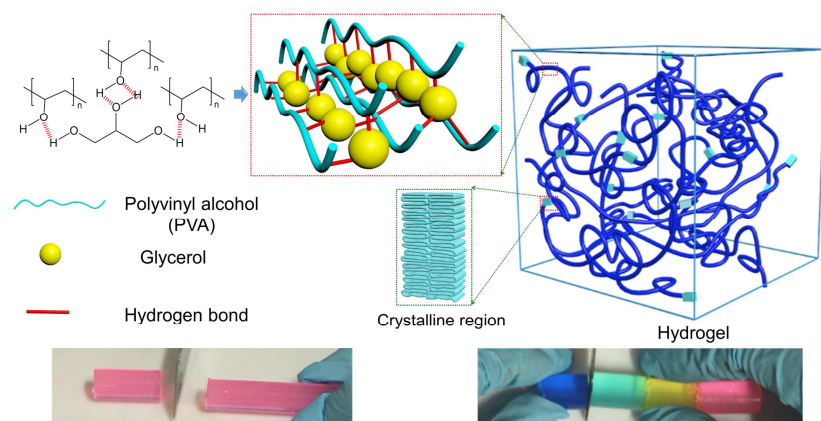 n
n
n
O
H
H
O
H
O
H
O
H
H
O
O
H
Polyvinyl alcohol
(PVA)
Glycerol
Hydrogen bond
Crystalline region
Hydrogel